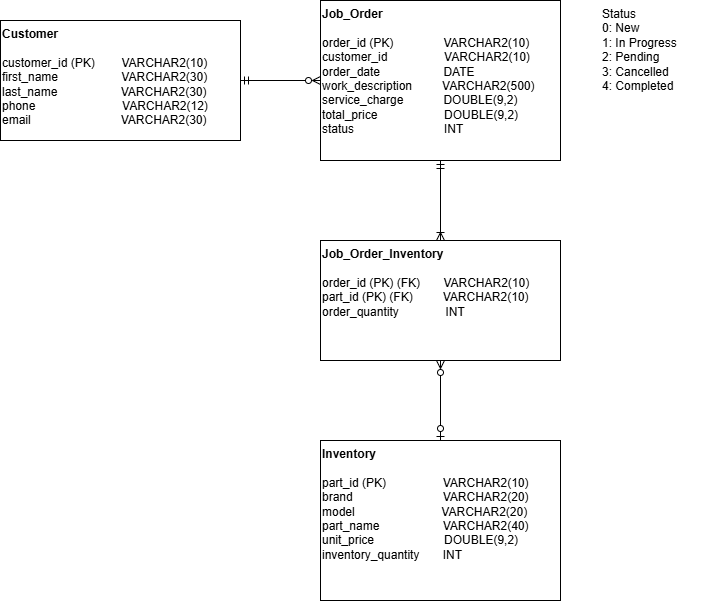 Customer
customer_id (PK) VARCHAR2(10)
first_name VARCHAR2(30)
last_name VARCHAR2(30)
phone VARCHAR2(12)
email VARCHAR2(30)
Job_Order
order_id (PK) VARCHAR2(10)
customer_id VARCHAR2(10)
order_date DATE
work_description VARCHAR2(500)
service_charge DOUBLE(9,2)
total_price DOUBLE(9,2)
status INT
Status
0: New
1: In Progress
2: Pending
3: Cancelled
4: Completed
Job_Order_Inventory
order_id (PK) (FK) VARCHAR2(10)
part_id (PK) (FK) VARCHAR2(10)
order_quantity INT
Inventory
part_id (PK) VARCHAR2(10)
brand VARCHAR2(20)
model VARCHAR2(20)
part_name VARCHAR2(40)
unit_price DOUBLE(9,2)
inventory_quantity INT